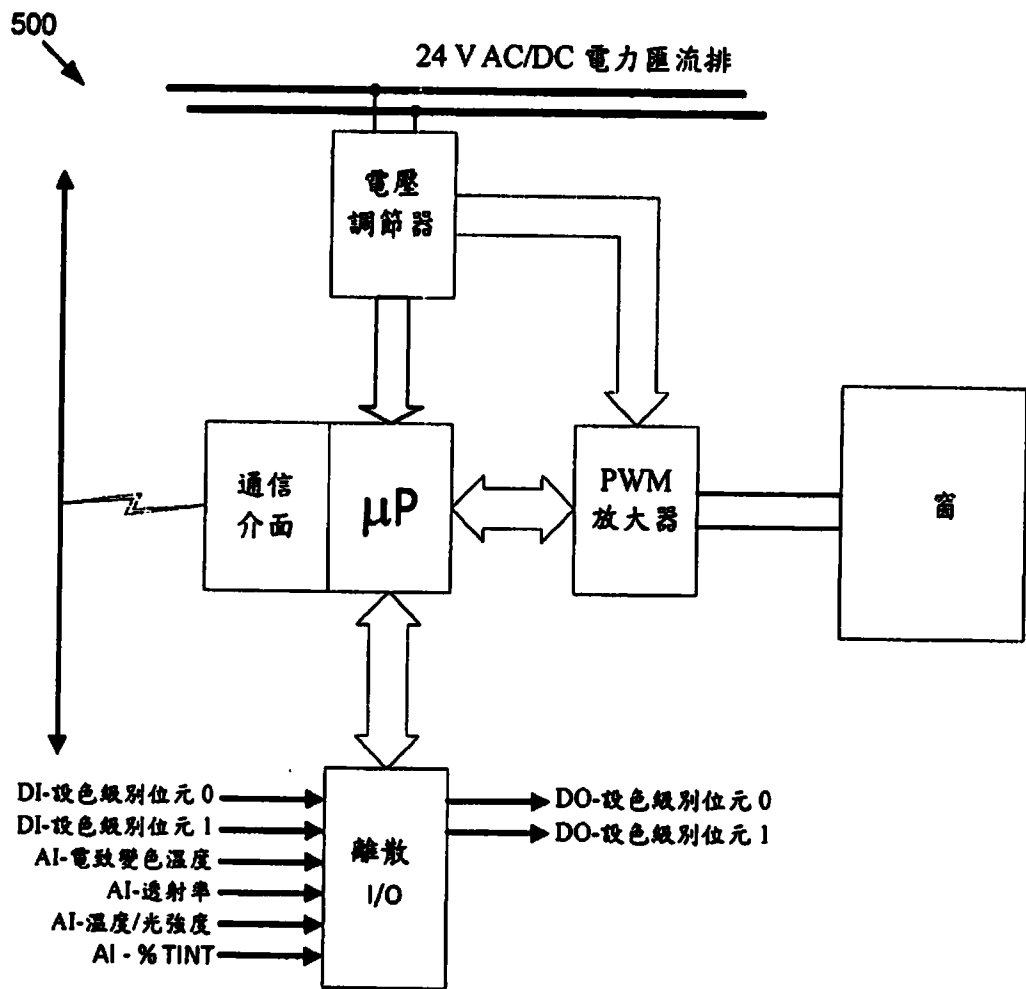 500
24 V AC/DC 電力匯流排
電壓
調節器
通信
介面
μP
PWM
放大器
窗
DI-設色級別位元 0
DI-設色級別位元 1
AI-電致變色溫度
AI-透射率
AI-溫度/光強度
AI - % TINT
離散
I/O
DO-設色級別位元 0
DO-設色級別位元 1